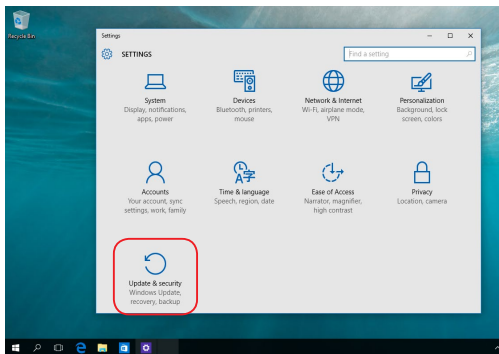 Recycle Bin
Settings
SETTINGS
Find a setting
System
Display, notifications,
apps, power
Devices
Bluetooth, printers,
mouse
Network & Internet
Wi-Fi, airplane mode,
VPN
Personalization
Background, lock
screen, colors
Accounts
Your account, sync
settings, work, family
Time & language
Speech, region, date
Ease of Access
Narrator, magnifier,
high contrast
Privacy
Location, camera
Update & security
Windows Update,
recovery, backup